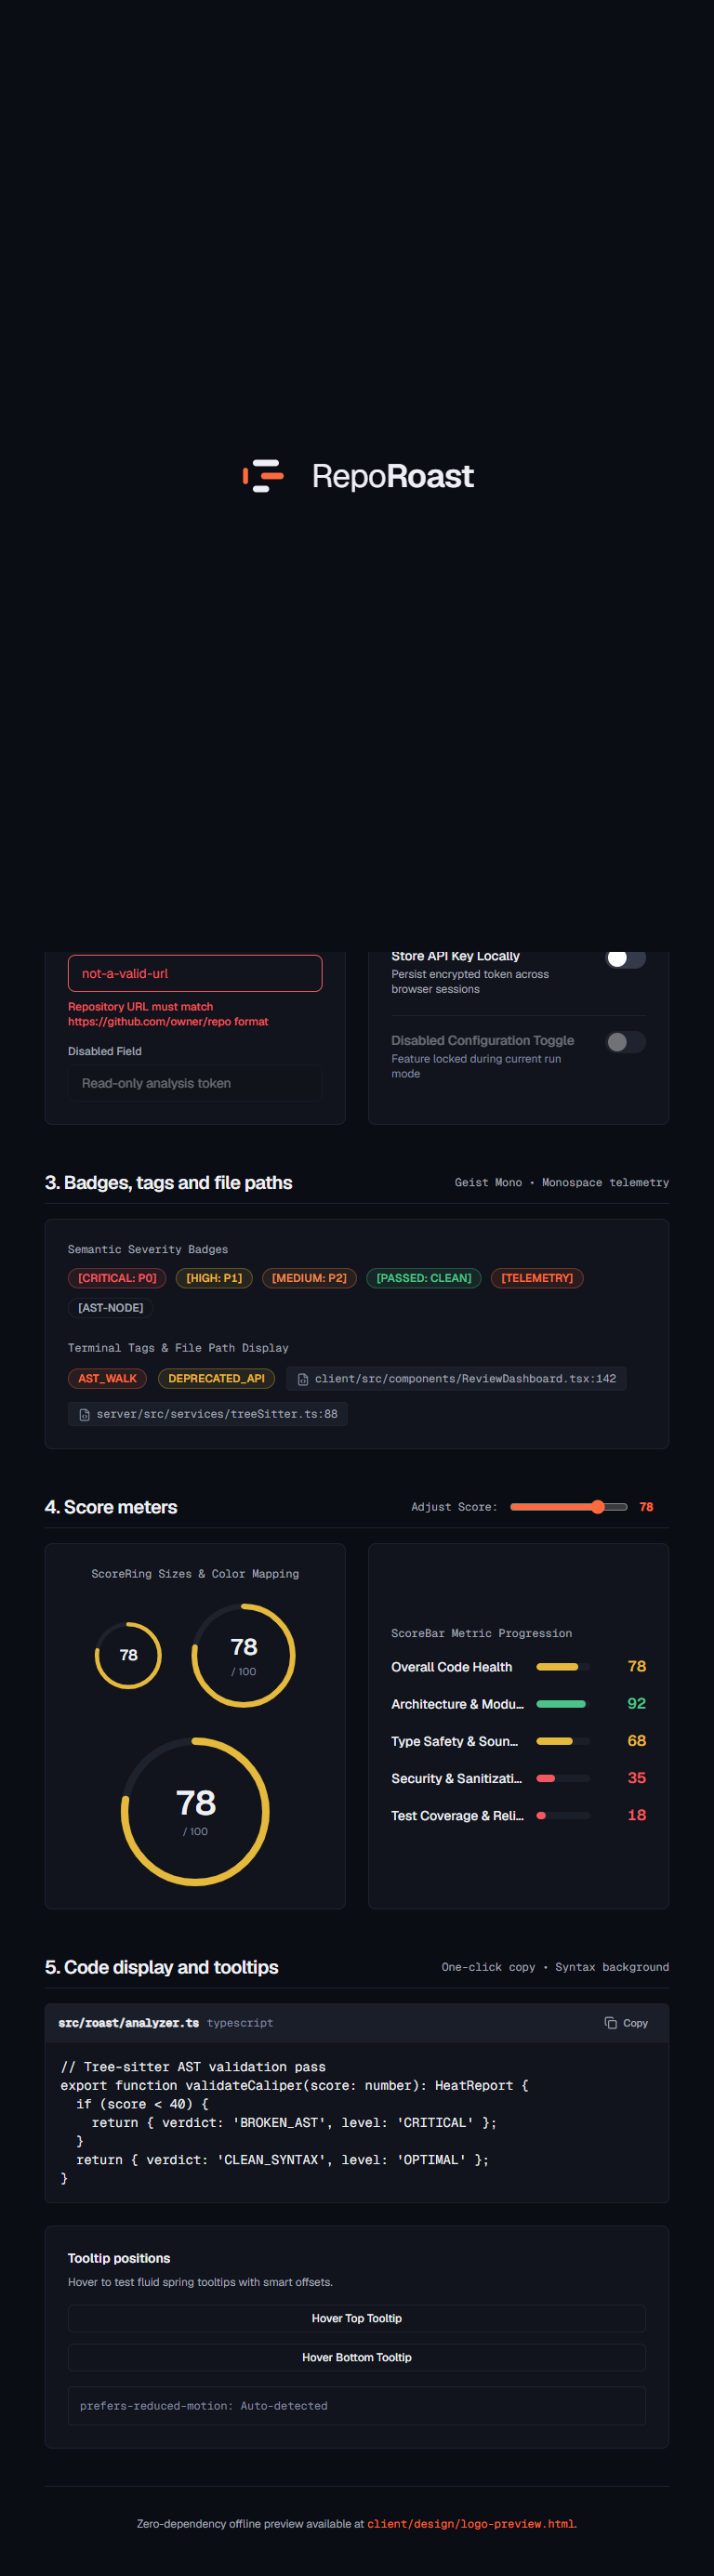 RepoRoast
not-a-valid-url
Repository URL must match
https://github.com/owner/repo format
Disabled Field
Read-only analysis token
Store API Key Locally
Persist encrypted token across
browser sessions
Disabled Configuration Toggle
Feature locked during current run
mode
3. Badges, tags and file paths
Geist Mono • Monospace telemetry
Semantic Severity Badges
[CRITICAL: P0] [HIGH: P1] [MEDIUM: P2] [PASSED: CLEAN] [TELEMETRY]
[AST-NODE]
Terminal Tags & File Path Display
AST_WALK DEPRECATED_API client/src/components/ReviewDashboard.tsx:142
server/src/services/treeSitter.ts:88
4. Score meters
Adjust Score: 78
ScoreRing Sizes & Color Mapping
78
78
/ 100
78
/ 100
ScoreBar Metric Progression
Overall Code Health 78
Architecture & Modu... 92
Type Safety & Soun... 68
Security & Sanitizati... 35
Test Coverage & Reli... 18
5. Code display and tooltips
One-click copy • Syntax background
src/roast/analyzer.ts typescript
Copy
// Tree-sitter AST validation pass
export function validateCaliper(score: number): HeatReport {
if (score < 40) {
return { verdict: 'BROKEN_AST', level: 'CRITICAL' };
}
return { verdict: 'CLEAN_SYNTAX', level: 'OPTIMAL' };
}
Tooltip positions
Hover to test fluid spring tooltips with smart offsets.
Hover Top Tooltip
Hover Bottom Tooltip
prefers-reduced-motion: Auto-detected
Zero-dependency offline preview available at client/design/logo-preview.html.